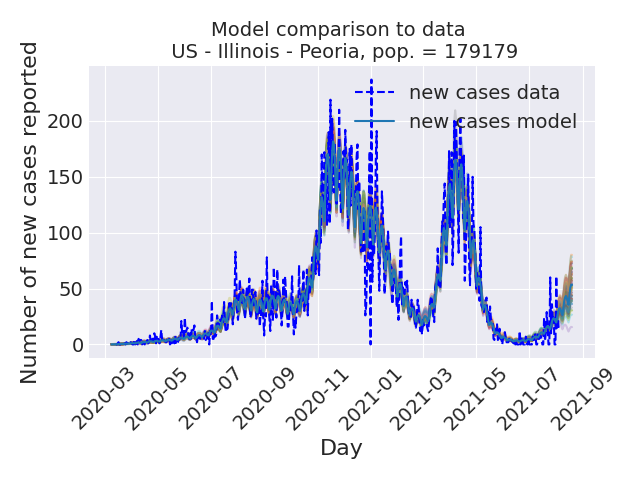 Model comparison to data
US - Illinois - Peoria, pop. = 179179
new cases data
new cases model
Number of new cases reported
200
150
100
50
0
2020-03
2020-05
2020-07
2020-09
2020-11
2021-01
2021-03
2021-05
2021-07
2021-09
Day